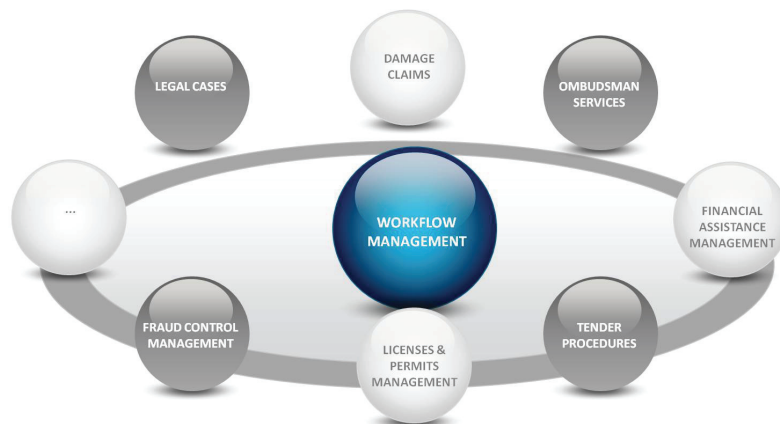 DAMAGE
CLAIMS
LEGAL CASES
OMBUDSMAN
SERVICES
...
WORKFLOW
MANAGEMENT
FINANCIAL
ASSISTANCE
MANAGEMENT
FRAUD CONTROL
MANAGEMENT
TENDER
PROCEDURES
LICENSES &
PERMITS
MANAGEMENT